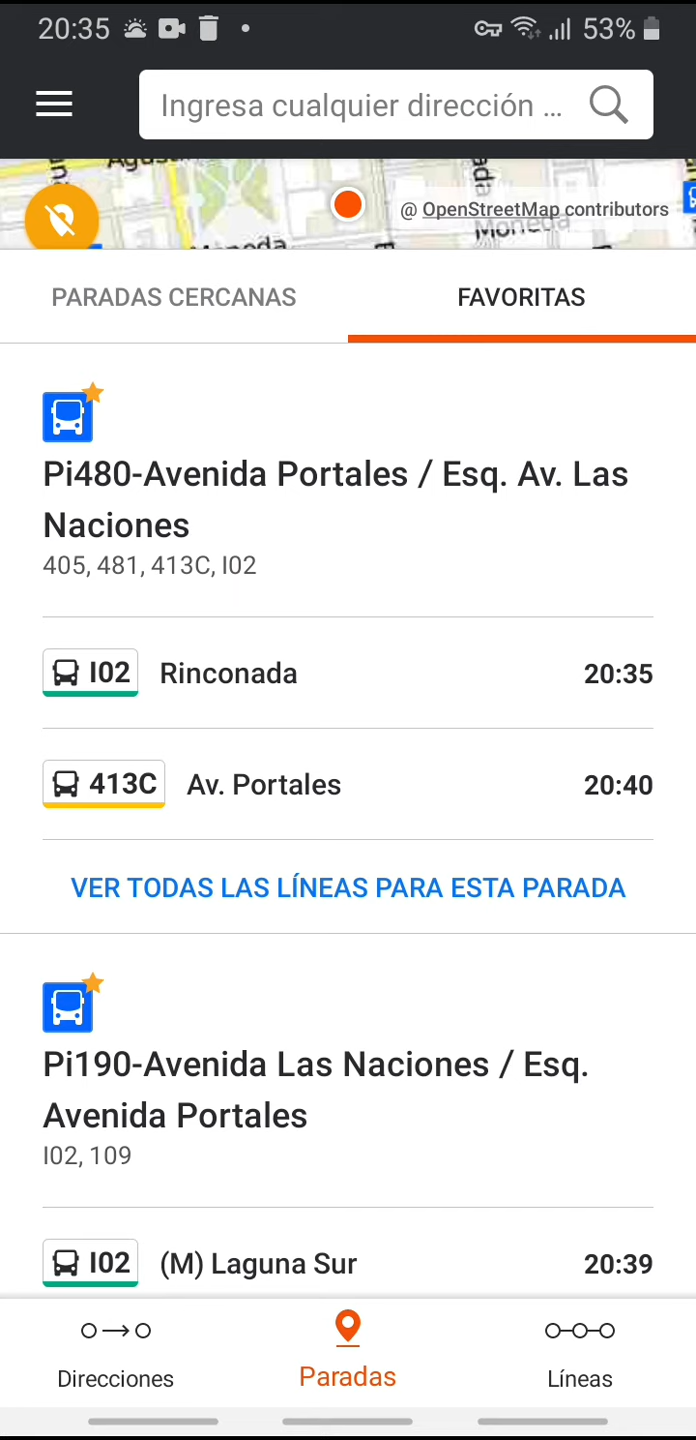 20:35
53%
Ingresa cualquier dirección ...
@ OpenStreetMap contributors
Moneda
Moneda
PARADAS CERCANAS
FAVORITAS
Pi480-Avenida Portales / Esq. Av. Las
Naciones
405, 481, 413C, I02
I02 Rinconada 20:35
413C Av. Portales 20:40
VER TODAS LAS LÍNEAS PARA ESTA PARADA
Pi190-Avenida Las Naciones / Esq.
Avenida Portales
I02, 109
I02 (M) Laguna Sur 20:39
Direcciones
Paradas
Líneas